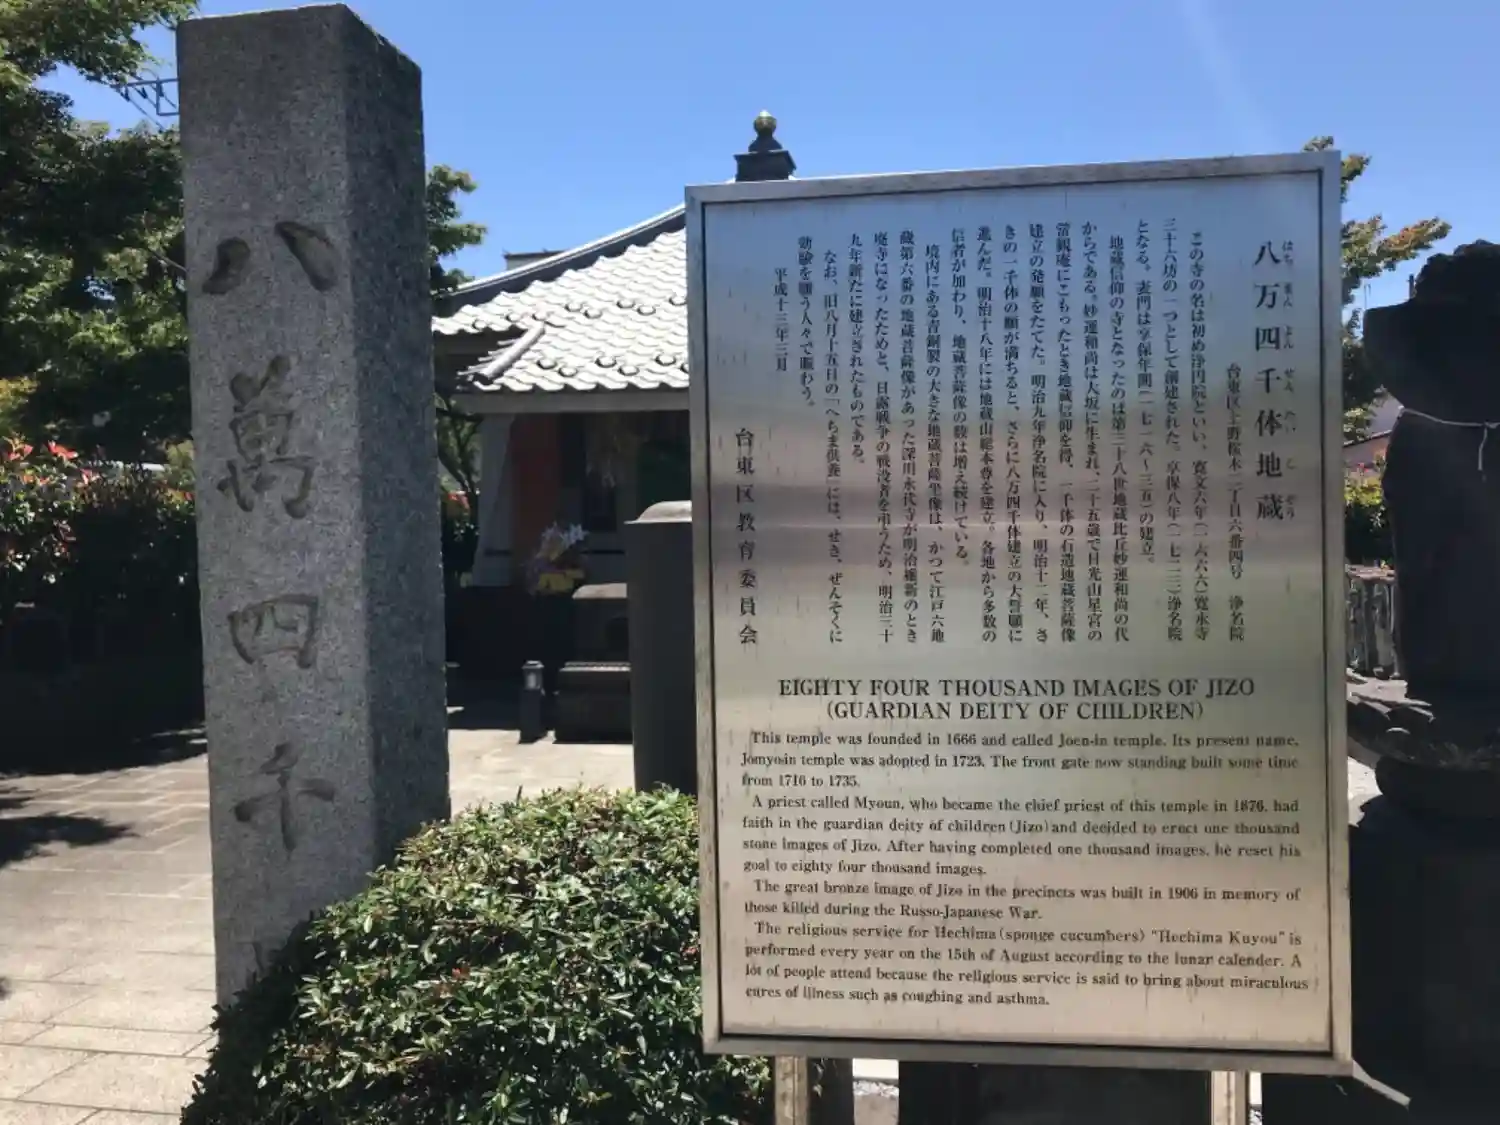 八萬四千
八万四千体地蔵
はちまんよんせんたいじぞう
台東区上野桜木二丁目六番四号　浄名院
この寺の名は初め浄円院といい、寛文六年(一六六六)寛永寺
三十六坊の一つとして創建された。享保八年(一七二三)浄名院
となる。表門は享保年間(一七一六〜三五)の建立。
地蔵信仰の寺となったのは第三十八世地蔵比丘妙運和尚の代
からである。妙運和尚は大坂に生まれ、二十五歳で日光山星宮の
常観庵にこもったとき地蔵信仰を得、一千体の石造地蔵菩薩像
建立の発願をたてた。明治九年浄名院に入り、明治十二年、さ
きの一千体の願が満ちると、さらに八万四千体建立の大誓願に
進んだ。明治十八年には地蔵山総本尊を建立。各地から多数の
信者が加わり、地蔵菩薩像の数は増え続けている。
境内にある青銅製の大きな地蔵菩薩坐像は、かつて江戸六地
蔵第六番の地蔵菩薩像があった深川永代寺が明治維新のとき
廃寺になったためと、日露戦争の戦没者を弔うため、明治三十
九年新たに建立されたものである。
なお、旧八月十五日の「へちま供養」には、せき、ぜんそくに
効験を願う人々で賑わう。
平成十三年三月
台東区教育委員会
EIGHTY FOUR THOUSAND IMAGES OF JIZO
(GUARDIAN DEITY OF CHILDREN)
This temple was founded in 1666 and called Joen-in temple. Its present name,
Jomyo-in temple was adopted in 1723. The front gate now standing built some time
from 1716 to 1735.
A priest called Myoun, who became the chief priest of this temple in 1876, had
faith in the guardian deity of children (Jizo) and decided to erect one thousand
stone images of Jizo. After having completed one thousand images, he reset his
goal to eighty four thousand images.
The great bronze image of Jizo in the precincts was built in 1906 in memory of
those killed during the Russo-Japanese War.
The religious service for Hechima (sponge cucumbers) "Hechima Kuyou" is
performed every year on the 15th of August according to the lunar calender. A
lot of people attend because the religious service is said to bring about miraculous
cures of illness such as coughing and asthma.